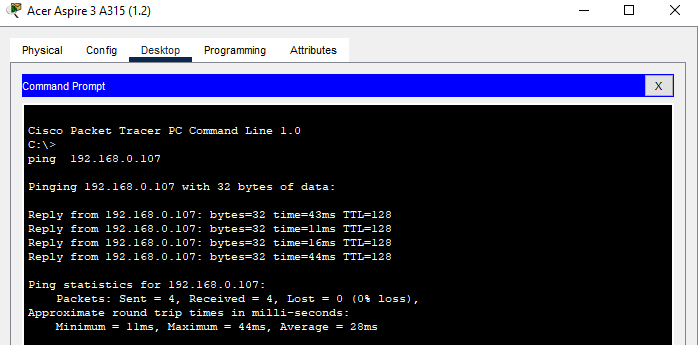 Acer Aspire 3 A315 (1.2)
Physical Config Desktop Programming Attributes
Command Prompt X
Cisco Packet Tracer PC Command Line 1.0
C:\>
ping  192.168.0.107
Pinging 192.168.0.107 with 32 bytes of data:
Reply from 192.168.0.107: bytes=32 time=43ms TTL=128
Reply from 192.168.0.107: bytes=32 time=11ms TTL=128
Reply from 192.168.0.107: bytes=32 time=16ms TTL=128
Reply from 192.168.0.107: bytes=32 time=44ms TTL=128
Ping statistics for 192.168.0.107:
    Packets: Sent = 4, Received = 4, Lost = 0 (0% loss),
Approximate round trip times in milli-seconds:
    Minimum = 11ms, Maximum = 44ms, Average = 28ms